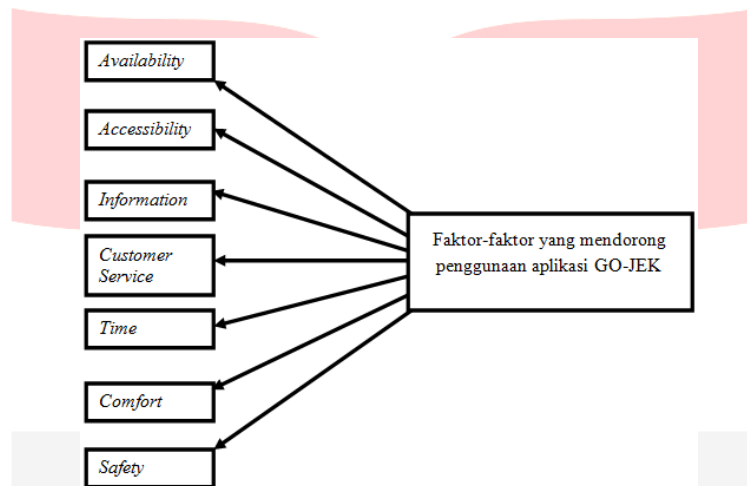 Availability
Accessibility
Information
Customer
Service
Time
Comfort
Safety
Faktor-faktor yang mendorong
penggunaan aplikasi GO-JEK